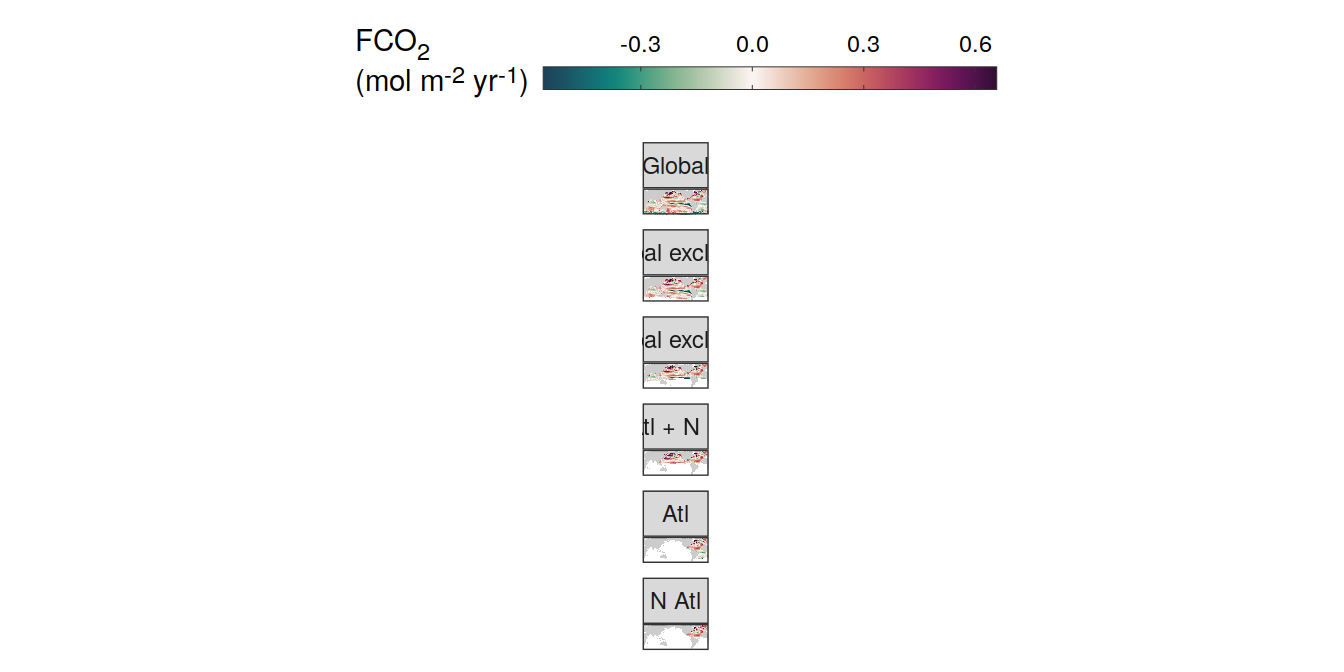 FCO₂
(mol m⁻² yr⁻¹)
-0.3 0.0 0.3 0.6
Global
al excl
al excl
tl + N
Atl
N Atl